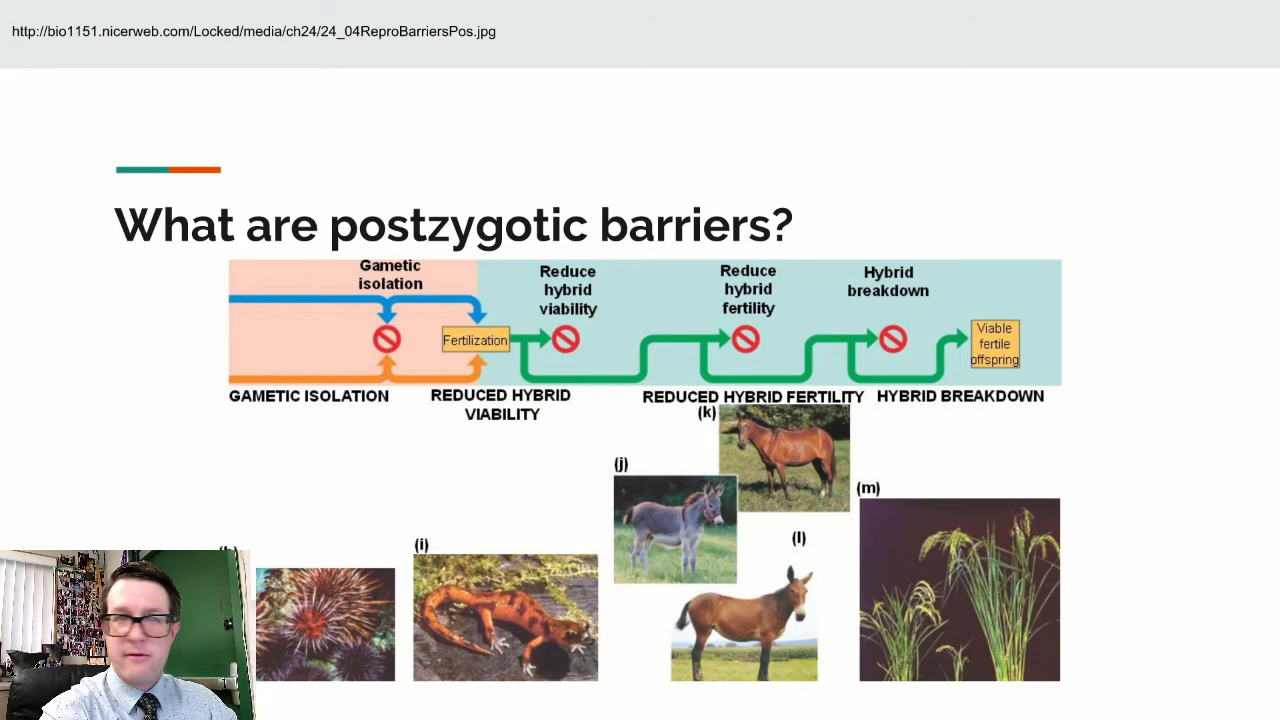 http://bio1151.nicerweb.com/Locked/media/ch24/24_04ReproBarriersPos.jpg
What are postzygotic barriers?
Gametic
isolation
Reduce
hybrid
viability
Reduce
hybrid
fertility
Hybrid
breakdown
Fertilization
Viable
fertile
offspring
GAMETIC ISOLATION
REDUCED HYBRID
VIABILITY
REDUCED HYBRID FERTILITY
HYBRID BREAKDOWN
(k)
(j)
(m)
(l)
(i)